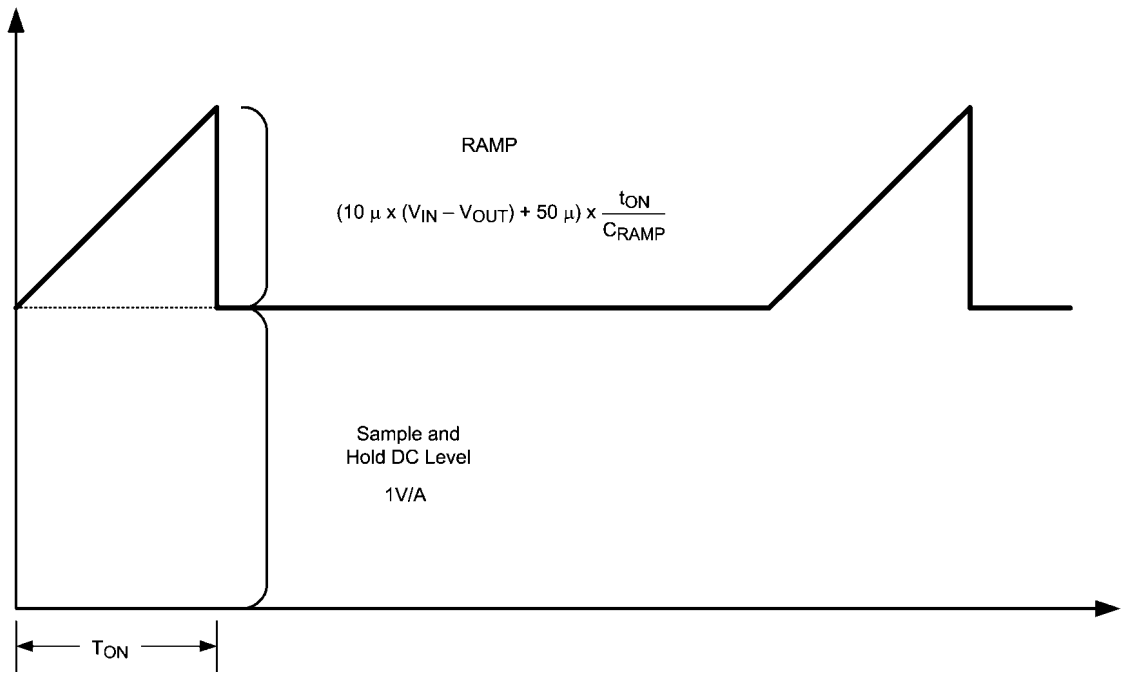 RAMP
(10 μ x (VIN – VOUT) + 50 μ) x tON / CRAMP
Sample and
Hold DC Level
1V/A
TON